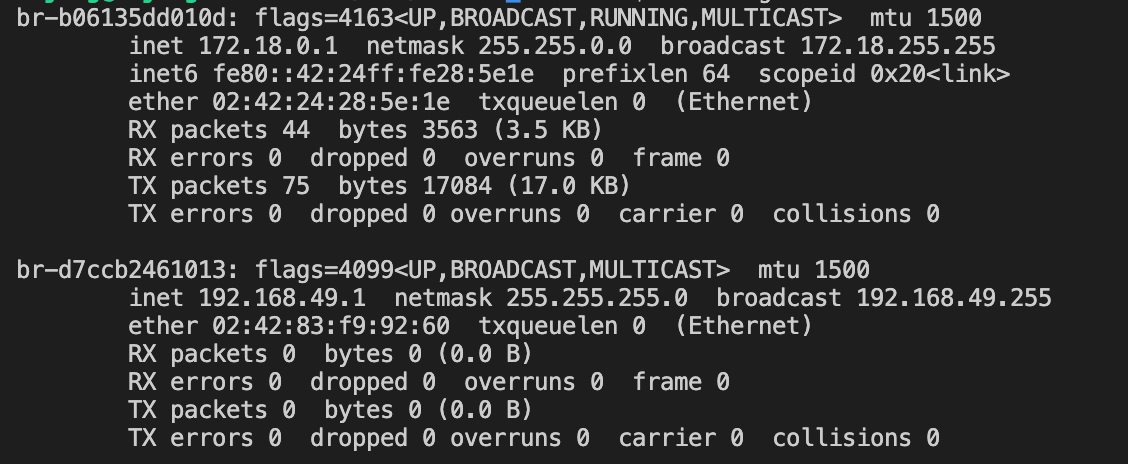 br-b06135dd010d: flags=4163<UP,BROADCAST,RUNNING,MULTICAST>  mtu 1500
        inet 172.18.0.1  netmask 255.255.0.0  broadcast 172.18.255.255
        inet6 fe80::42:24ff:fe28:5e1e  prefixlen 64  scopeid 0x20<link>
        ether 02:42:24:28:5e:1e  txqueuelen 0  (Ethernet)
        RX packets 44  bytes 3563 (3.5 KB)
        RX errors 0  dropped 0  overruns 0  frame 0
        TX packets 75  bytes 17084 (17.0 KB)
        TX errors 0  dropped 0 overruns 0  carrier 0  collisions 0

br-d7ccb2461013: flags=4099<UP,BROADCAST,MULTICAST>  mtu 1500
        inet 192.168.49.1  netmask 255.255.255.0  broadcast 192.168.49.255
        ether 02:42:83:f9:92:60  txqueuelen 0  (Ethernet)
        RX packets 0  bytes 0 (0.0 B)
        RX errors 0  dropped 0  overruns 0  frame 0
        TX packets 0  bytes 0 (0.0 B)
        TX errors 0  dropped 0 overruns 0  carrier 0  collisions 0